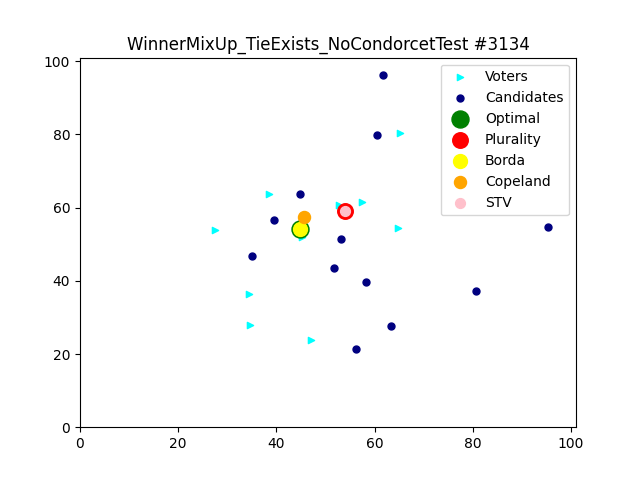 WinnerMixUp_TieExists_NoCondorcetTest #3134
100
80
60
40
20
0
0 20 40 60 80 100
Voters
Candidates
Optimal
Plurality
Borda
Copeland
STV